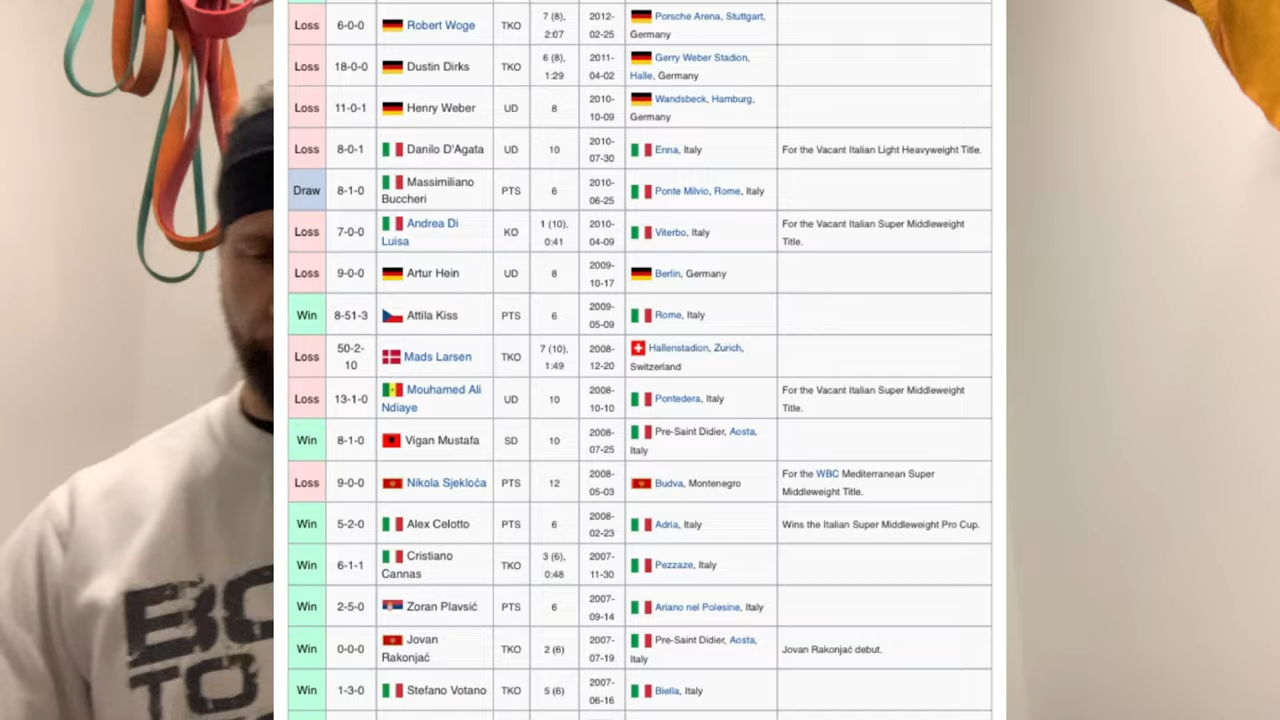 Loss 6-0-0 Robert Woge TKO 7 (8), 2:07 2012-02-25 Porsche Arena, Stuttgart, Germany
Loss 18-0-0 Dustin Dirks TKO 6 (8), 1:29 2011-04-02 Gerry Weber Stadion, Halle, Germany
Loss 11-0-1 Henry Weber UD 8 2010-10-09 Wandsbeck, Hamburg, Germany
Loss 8-0-1 Danilo D'Agata UD 10 2010-07-30 Enna, Italy For the Vacant Italian Light Heavyweight Title.
Draw 8-1-0 Massimiliano Buccheri PTS 6 2010-06-25 Ponte Milvio, Rome, Italy
Loss 7-0-0 Andrea Di Luisa KO 1 (10), 0:41 2010-04-09 Viterbo, Italy For the Vacant Italian Super Middleweight Title.
Loss 9-0-0 Artur Hein UD 8 2009-10-17 Berlin, Germany
Win 8-51-3 Attila Kiss PTS 6 2009-05-09 Rome, Italy
Loss 50-2-10 Mads Larsen TKO 7 (10), 1:49 2008-12-20 Hallenstadion, Zurich, Switzerland
Loss 13-1-0 Mouhamed Ali Ndiaye UD 10 2008-10-10 Pontedera, Italy For the Vacant Italian Super Middleweight Title.
Win 8-1-0 Vigan Mustafa SD 10 2008-07-25 Pre-Saint Didier, Aosta, Italy
Loss 9-0-0 Nikola Sjekloća PTS 12 2008-05-03 Budva, Montenegro For the WBC Mediterranean Super Middleweight Title.
Win 5-2-0 Alex Celotto PTS 6 2008-02-23 Adria, Italy Wins the Italian Super Middleweight Pro Cup.
Win 6-1-1 Cristiano Cannas TKO 3 (6), 0:48 2007-11-30 Pezzaze, Italy
Win 2-5-0 Zoran Plavsić PTS 6 2007-09-14 Ariano nel Polesine, Italy
Win 0-0-0 Jovan Rakonjać TKO 2 (6) 2007-07-19 Pre-Saint Didier, Aosta, Italy Jovan Rakonjać debut.
Win 1-3-0 Stefano Votano TKO 5 (6) 2007-06-16 Biella, Italy
TO